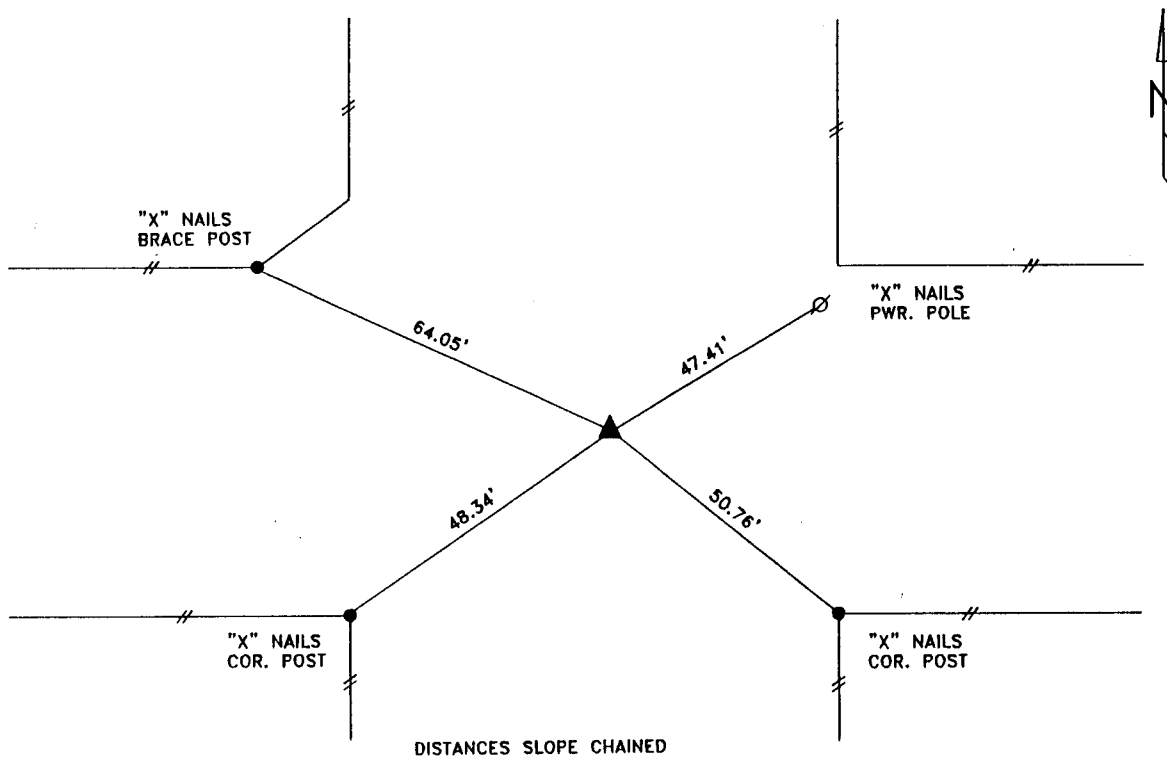 N
"X" NAILS
BRACE POST
"X" NAILS
PWR. POLE
64.05'
47.41'
48.34'
50.76'
"X" NAILS
COR. POST
"X" NAILS
COR. POST
DISTANCES SLOPE CHAINED